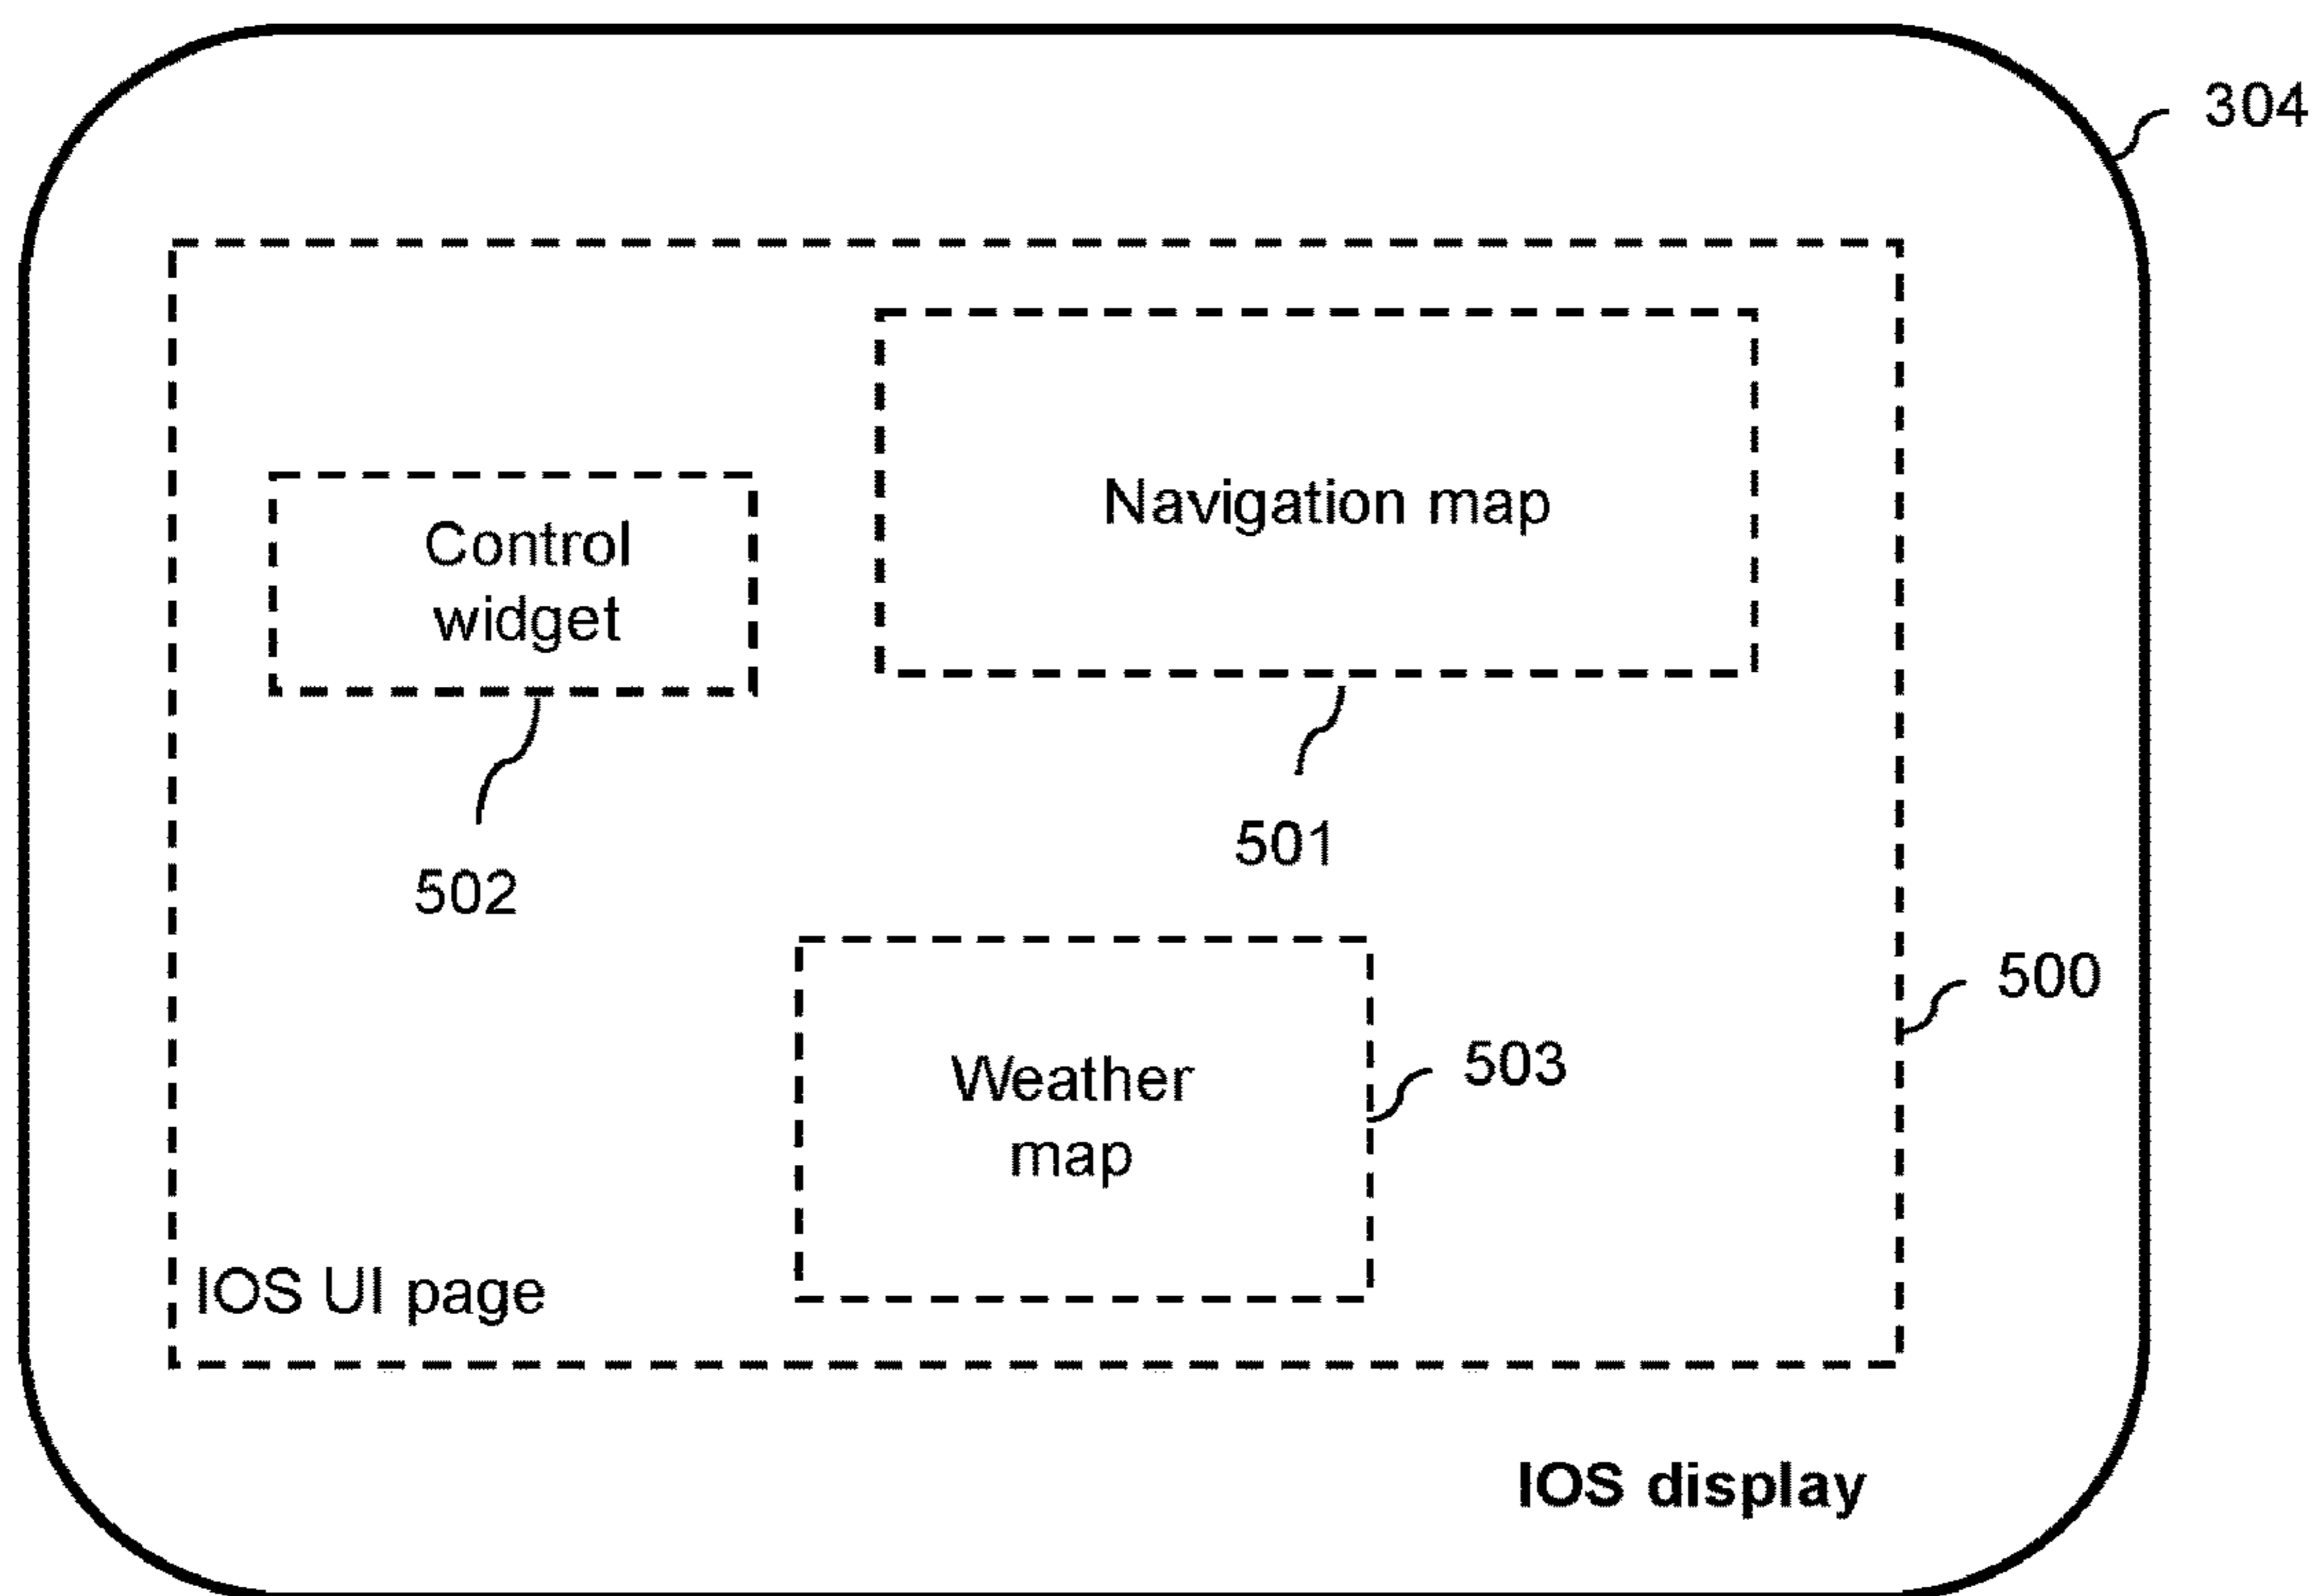 304
Navigation map
Control
widget
501
502
500
503
Weather
map
IOS UI page
IOS display